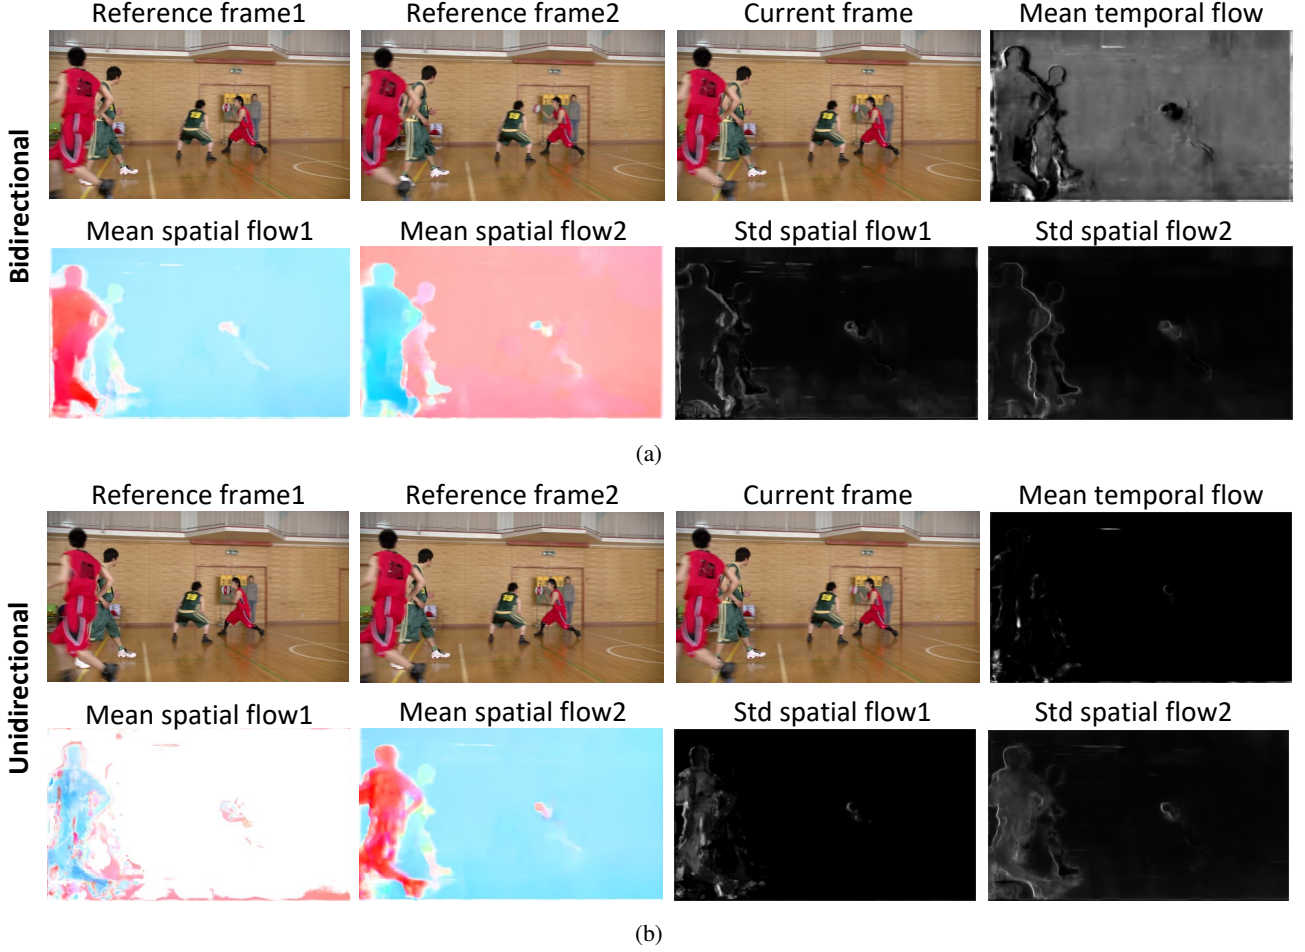 Reference frame1 Reference frame2 Current frame Mean temporal flow
Bidirectional
Mean spatial flow1 Mean spatial flow2 Std spatial flow1 Std spatial flow2
(a)
Reference frame1 Reference frame2 Current frame Mean temporal flow
Unidirectional
Mean spatial flow1 Mean spatial flow2 Std spatial flow1 Std spatial flow2
(b)